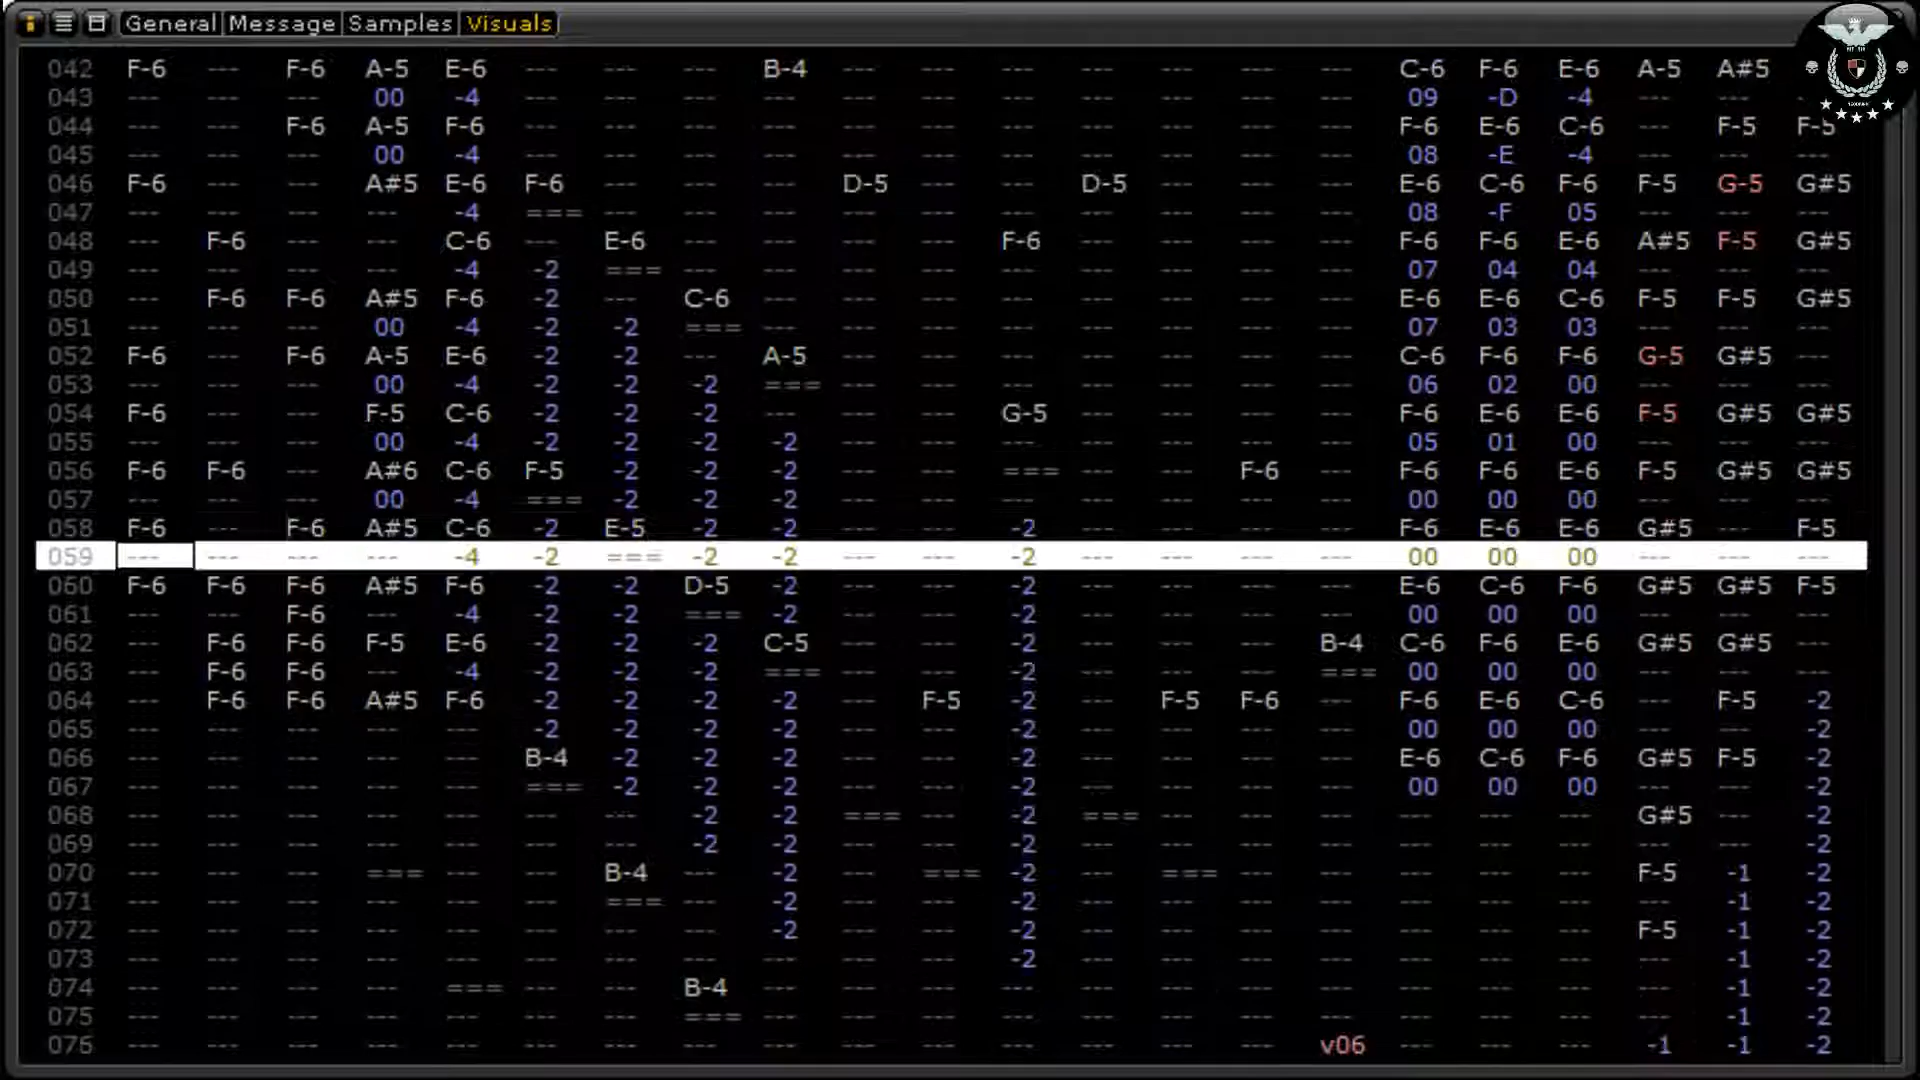 General Message Samples Visuals
042 F-6 --- F-6 A-5 E-6 --- --- --- B-4 --- --- --- --- --- --- --- C-6 F-6 E-6 A-5 A#5
043 --- --- --- 00 -4 --- --- --- --- --- --- --- --- --- --- --- 09 -D -4 --- ---
044 --- --- F-6 A-5 F-6 --- --- --- --- --- --- --- --- --- --- --- F-6 E-6 C-6 --- F-5 F-5
045 --- --- --- 00 -4 --- --- --- --- --- --- --- --- --- --- --- 08 -E -4 --- --- ---
046 F-6 --- --- A#5 E-6 F-6 --- --- --- D-5 --- --- D-5 --- --- --- E-6 C-6 F-6 F-5 G-5 G#5
047 --- --- --- --- -4 === --- --- --- --- --- --- --- --- --- --- 08 -F 05 --- --- ---
048 --- F-6 --- --- C-6 --- E-6 --- --- --- --- F-6 --- --- --- --- F-6 F-6 E-6 A#5 F-5 G#5
049 --- --- --- --- -4 -2 === --- --- --- --- --- --- --- --- --- 07 04 04 --- --- ---
050 --- F-6 F-6 A#5 F-6 -2 --- C-6 --- --- --- --- --- --- --- --- E-6 E-6 C-6 F-5 F-5 G#5
051 --- --- --- 00 -4 -2 -2 === --- --- --- --- --- --- --- --- 07 03 03 --- --- ---
052 F-6 --- F-6 A-5 E-6 -2 -2 --- A-5 --- --- --- --- --- --- --- C-6 F-6 F-6 G-5 G#5 ---
053 --- --- --- 00 -4 -2 -2 -2 === --- --- --- --- --- --- --- 06 02 00 --- --- ---
054 F-6 --- --- F-5 C-6 -2 -2 -2 --- --- --- G-5 --- --- --- --- F-6 E-6 E-6 F-5 G#5 G#5
055 --- --- --- 00 -4 -2 -2 -2 -2 --- --- --- --- --- --- --- 05 01 00 --- --- ---
056 F-6 F-6 --- A#6 C-6 F-5 -2 -2 -2 --- --- === --- --- F-6 --- F-6 F-6 E-6 F-5 G#5 G#5
057 --- --- --- 00 -4 === -2 -2 -2 --- --- --- --- --- --- --- 00 00 00 --- --- ---
058 F-6 --- F-6 A#5 C-6 -2 E-5 -2 -2 --- --- -2 --- --- --- --- F-6 E-6 E-6 G#5 --- F-5
059 --- --- --- --- -4 -2 === -2 -2 --- --- -2 --- --- --- --- 00 00 00 --- --- ---
060 F-6 F-6 F-6 A#5 F-6 -2 -2 D-5 -2 --- --- -2 --- --- --- --- E-6 C-6 F-6 G#5 G#5 F-5
061 --- --- F-6 --- -4 -2 -2 === -2 --- --- -2 --- --- --- --- 00 00 00 --- --- ---
062 --- F-6 F-6 F-5 E-6 -2 -2 -2 C-5 --- --- -2 --- --- --- B-4 C-6 F-6 E-6 G#5 G#5 ---
063 --- F-6 F-6 --- -4 -2 -2 -2 === --- --- -2 --- --- --- === 00 00 00 --- --- ---
064 --- F-6 F-6 A#5 F-6 -2 -2 -2 -2 --- F-5 -2 --- F-5 F-6 --- F-6 E-6 C-6 --- F-5 -2
065 --- --- --- --- --- -2 -2 -2 -2 --- --- -2 --- --- --- --- 00 00 00 --- --- -2
066 --- --- --- --- --- B-4 -2 -2 -2 --- --- -2 --- --- --- --- E-6 C-6 F-6 G#5 F-5 -2
067 --- --- --- --- --- === -2 -2 -2 --- --- -2 --- --- --- --- 00 00 00 --- --- -2
068 --- --- --- --- --- --- --- -2 -2 === --- -2 === --- --- --- --- --- --- G#5 --- -2
069 --- --- --- --- --- --- --- -2 -2 --- --- -2 --- --- --- --- --- --- --- --- --- -2
070 --- --- --- === --- --- B-4 --- -2 --- === -2 --- === --- --- --- --- --- F-5 -1 -2
071 --- --- --- --- --- --- === --- -2 --- --- -2 --- --- --- --- --- --- --- --- -1 -2
072 --- --- --- --- --- --- --- --- -2 --- --- -2 --- --- --- --- --- --- --- F-5 -1 -2
073 --- --- --- --- --- --- --- --- --- --- --- -2 --- --- --- --- --- --- --- --- -1 -2
074 --- --- --- --- === --- --- B-4 --- --- --- --- --- --- --- --- --- --- --- --- -1 -2
075 --- --- --- --- --- --- --- === --- --- --- --- --- --- --- --- --- --- --- --- -1 -2
075 --- --- --- --- --- --- --- --- --- --- --- --- --- --- --- v06 --- --- --- -1 -1 -2